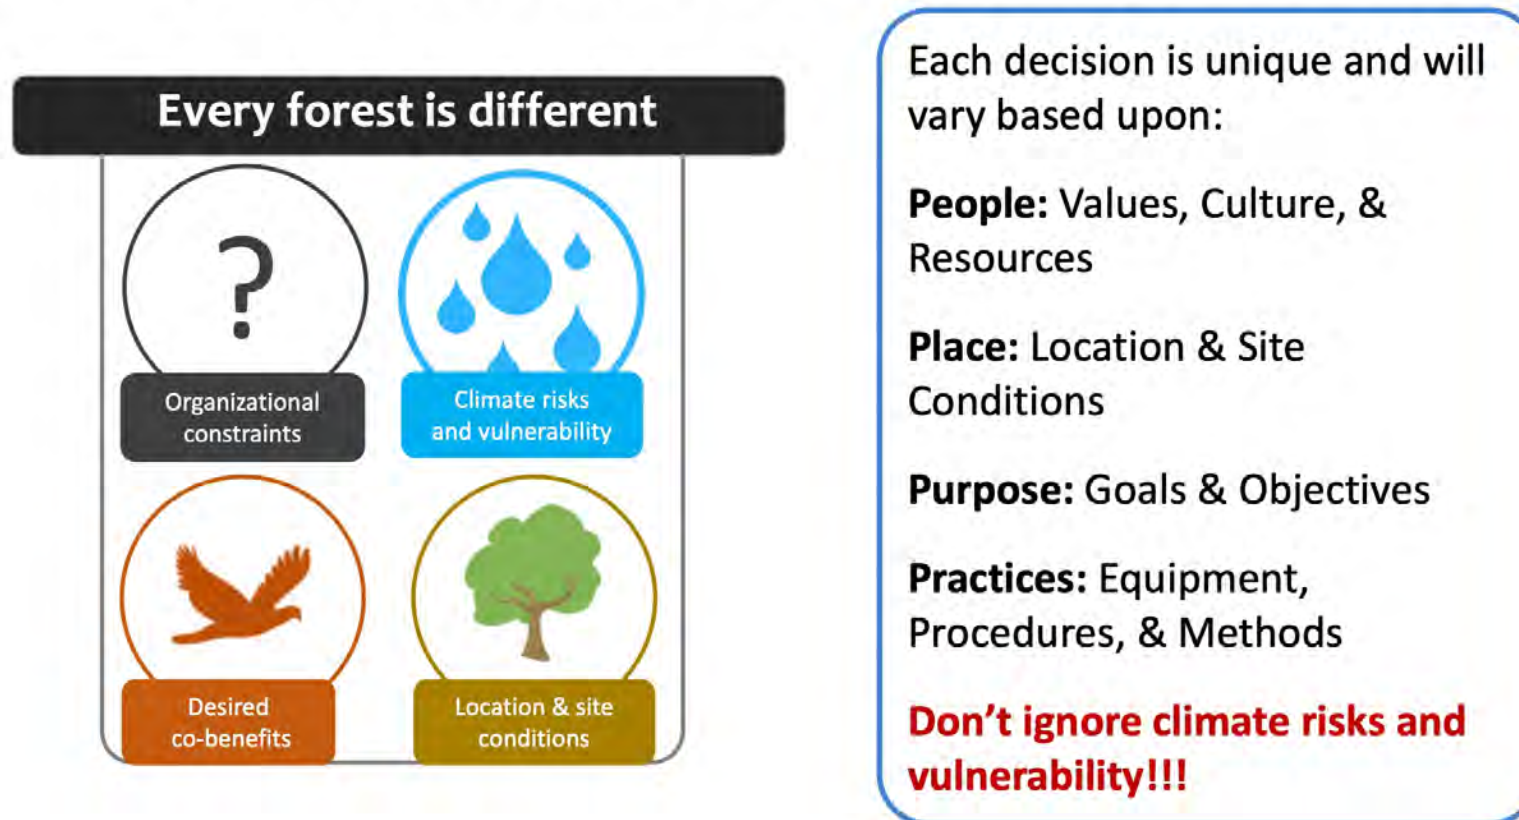 Every forest is different
?
Organizational
constraints
Climate risks
and vulnerability
Desired
co-benefits
Location & site
conditions
Each decision is unique and will
vary based upon:
People: Values, Culture, &
Resources
Place: Location & Site
Conditions
Purpose: Goals & Objectives
Practices: Equipment,
Procedures, & Methods
Don’t ignore climate risks and
vulnerability!!!